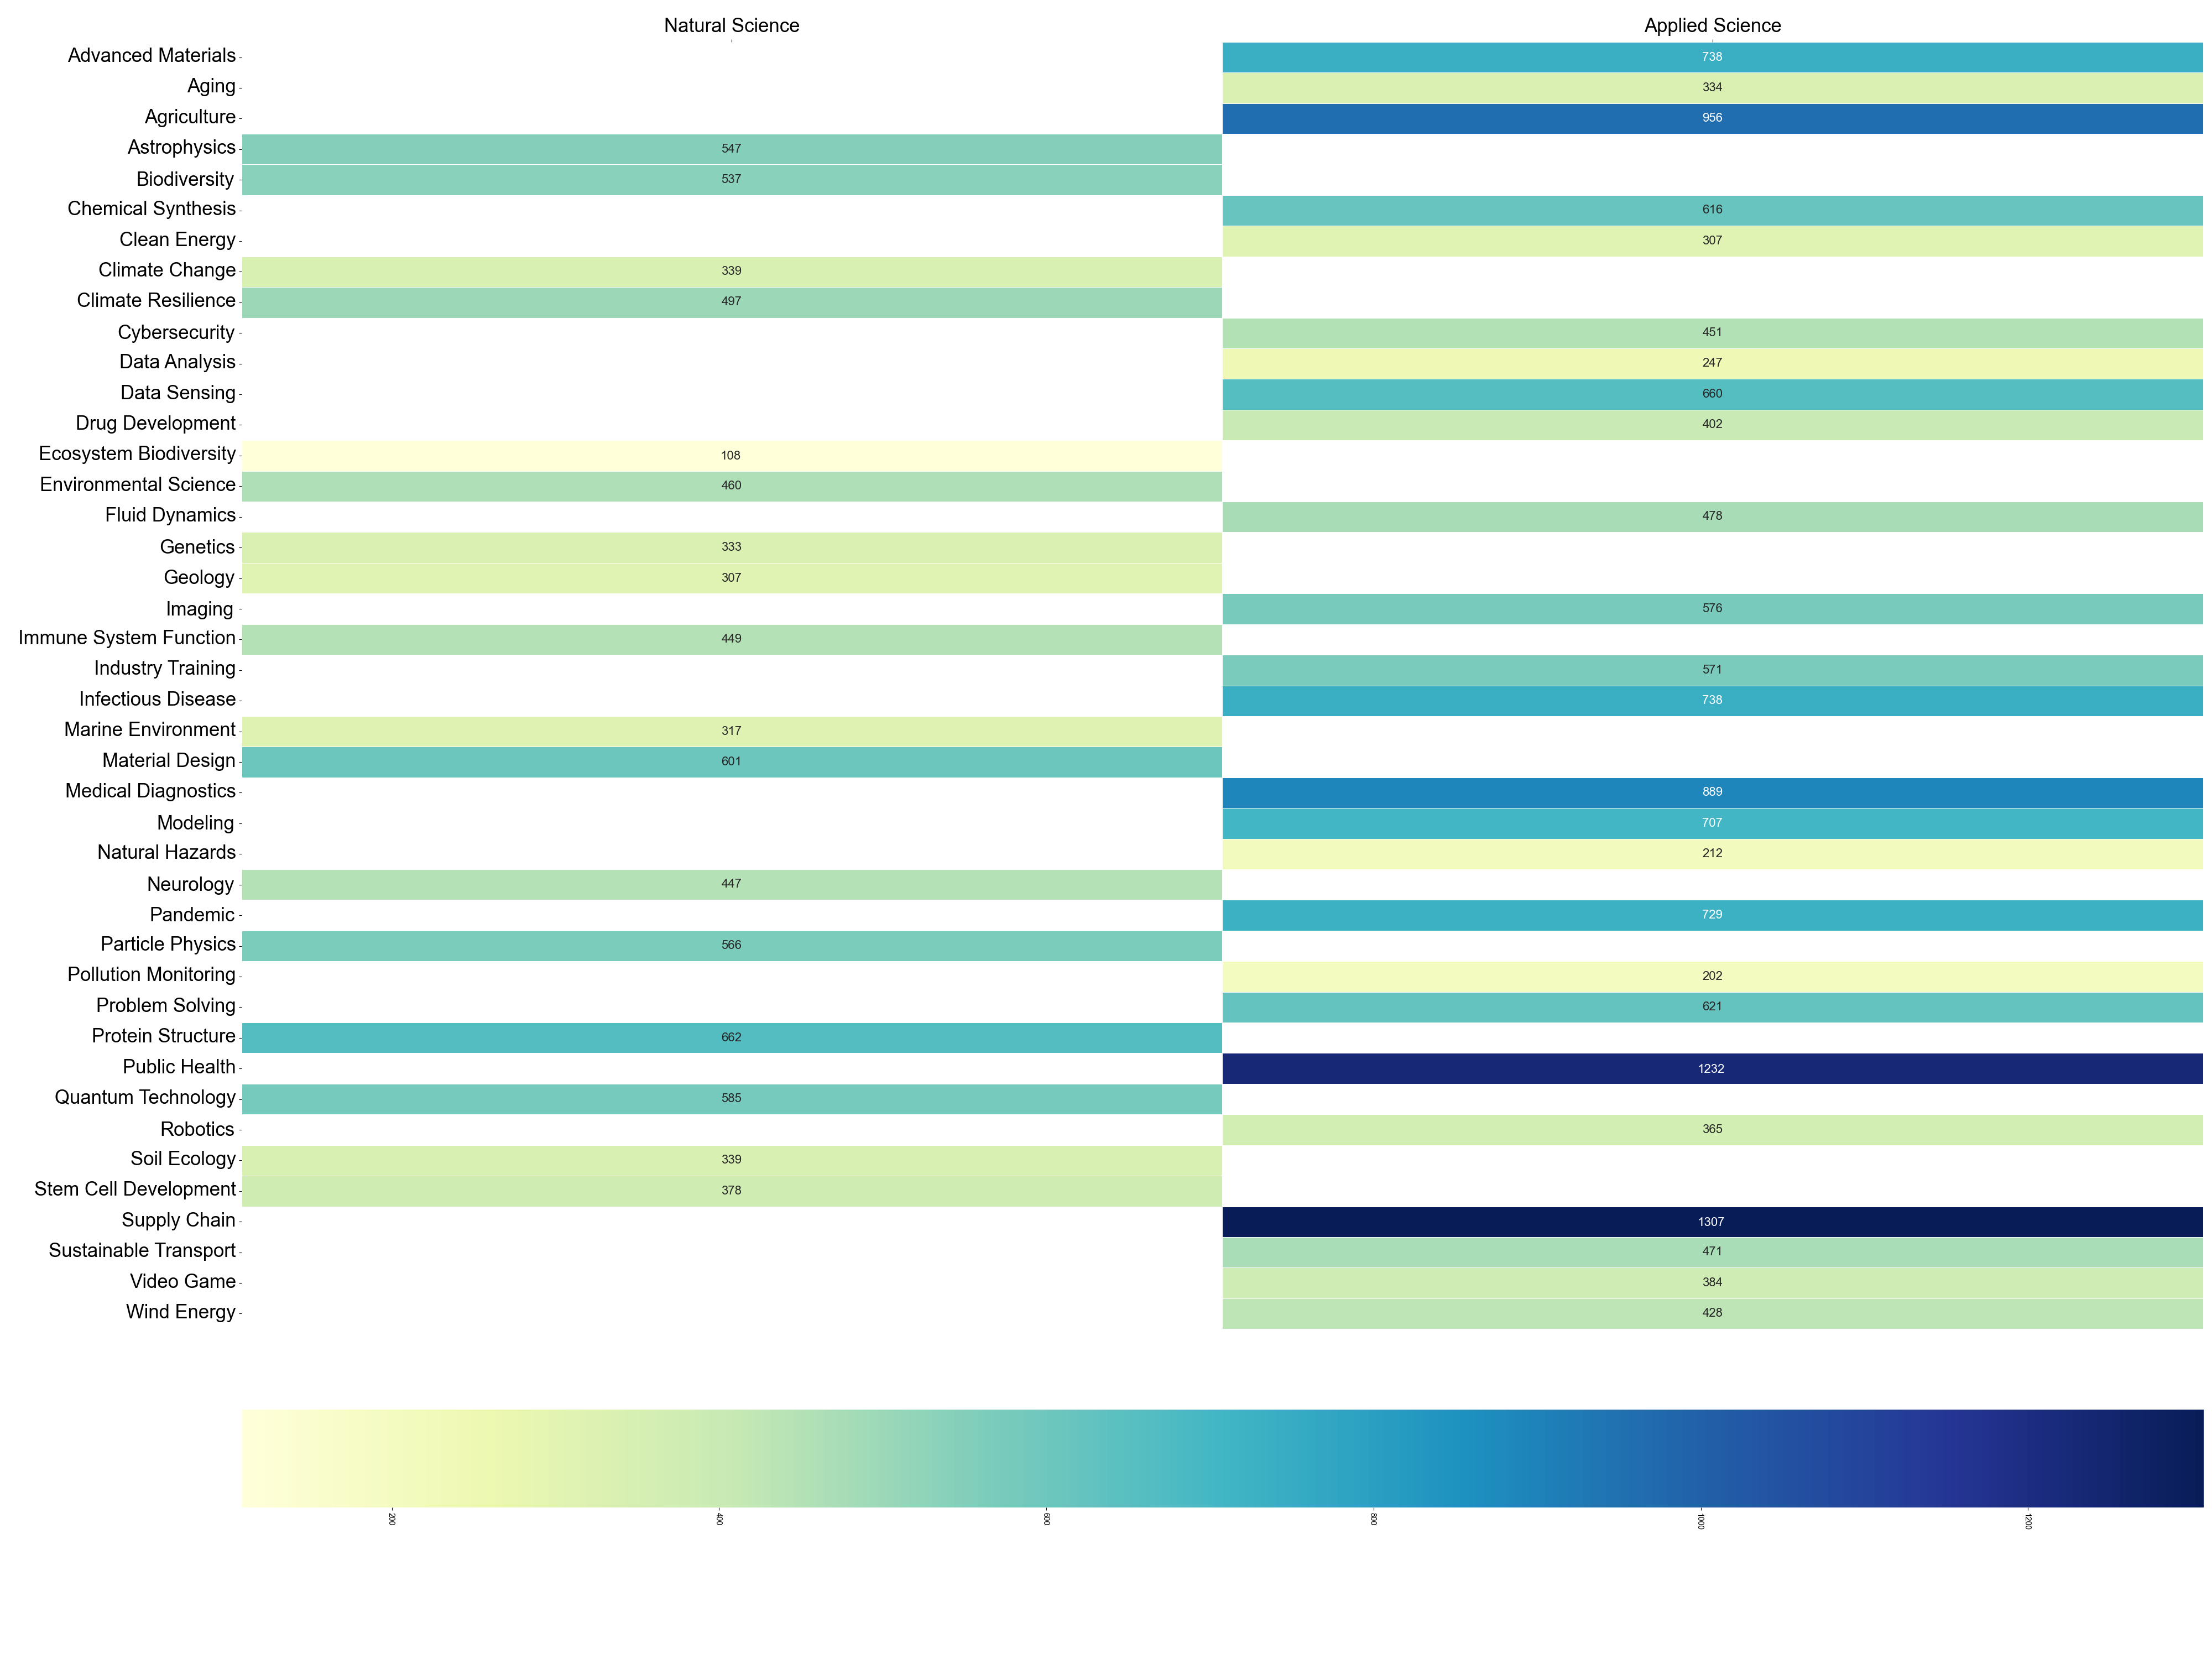 Natural Science Applied Science
Advanced Materials 738
Aging 334
Agriculture 956
Astrophysics 547
Biodiversity 537
Chemical Synthesis 616
Clean Energy 307
Climate Change 339
Climate Resilience 497
Cybersecurity 451
Data Analysis 247
Data Sensing 660
Drug Development 402
Ecosystem Biodiversity 108
Environmental Science 460
Fluid Dynamics 478
Genetics 333
Geology 307
Imaging 576
Immune System Function 449
Industry Training 571
Infectious Disease 738
Marine Environment 317
Material Design 601
Medical Diagnostics 889
Modeling 707
Natural Hazards 212
Neurology 447
Pandemic 729
Particle Physics 566
Pollution Monitoring 202
Problem Solving 621
Protein Structure 662
Public Health 1232
Quantum Technology 585
Robotics 365
Soil Ecology 339
Stem Cell Development 378
Supply Chain 1307
Sustainable Transport 471
Video Game 384
Wind Energy 428
200 400 600 800 1000 1200